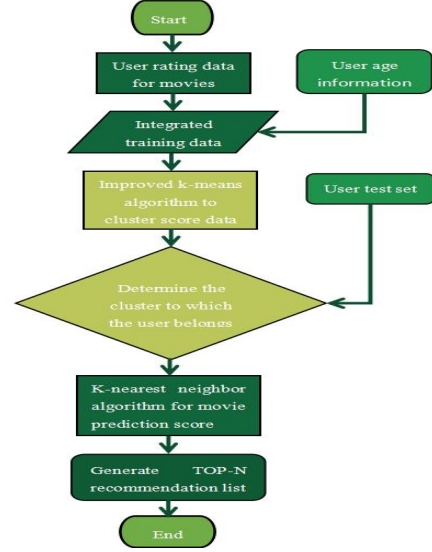 Start
User rating data
for movies
User age
information
Integrated
training data
Improved k-means
algorithm to
cluster score data
User test set
Determine the
cluster to which
the user belongs
K-nearest neighbor
algorithm for movie
prediction score
Generate TOP-N
recommendation list
End